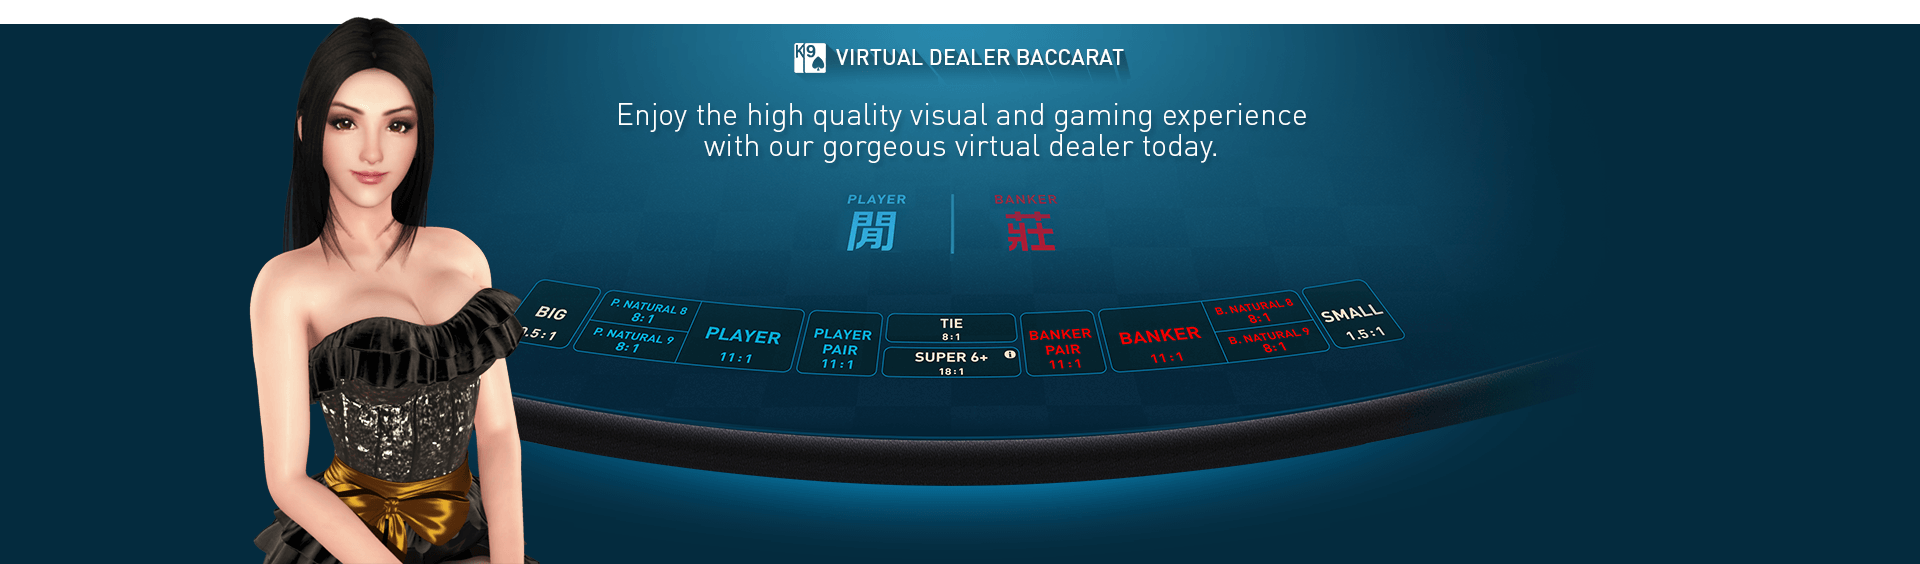 K9
VIRTUAL DEALER BACCARAT
Enjoy the high quality visual and gaming experience
with our gorgeous virtual dealer today.
PLAYER
閒
BANKER
莊
BIG
0.5:1
P. NATURAL 8
8:1
P. NATURAL 9
8:1
PLAYER
11:1
PLAYER
PAIR
11:1
TIE
8:1
SUPER 6+
18:1
BANKER
PAIR
11:1
BANKER
11:1
B. NATURAL 8
8:1
B. NATURAL 9
8:1
SMALL
1.5:1